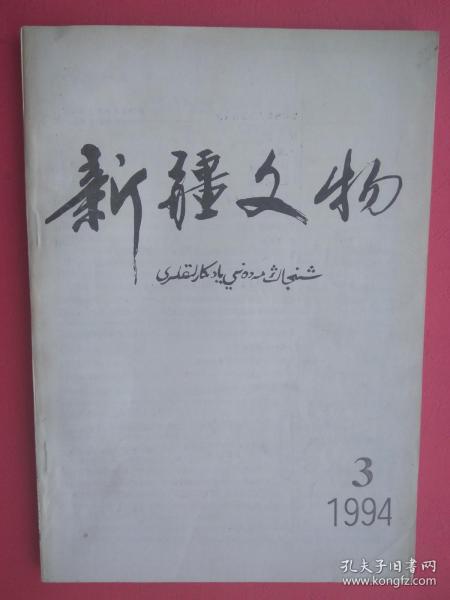 新疆文物
شىنجاڭ مەدەنىي يادىكارلىقلىرى
3
1994
孔夫子旧书网
www.kongfz.com